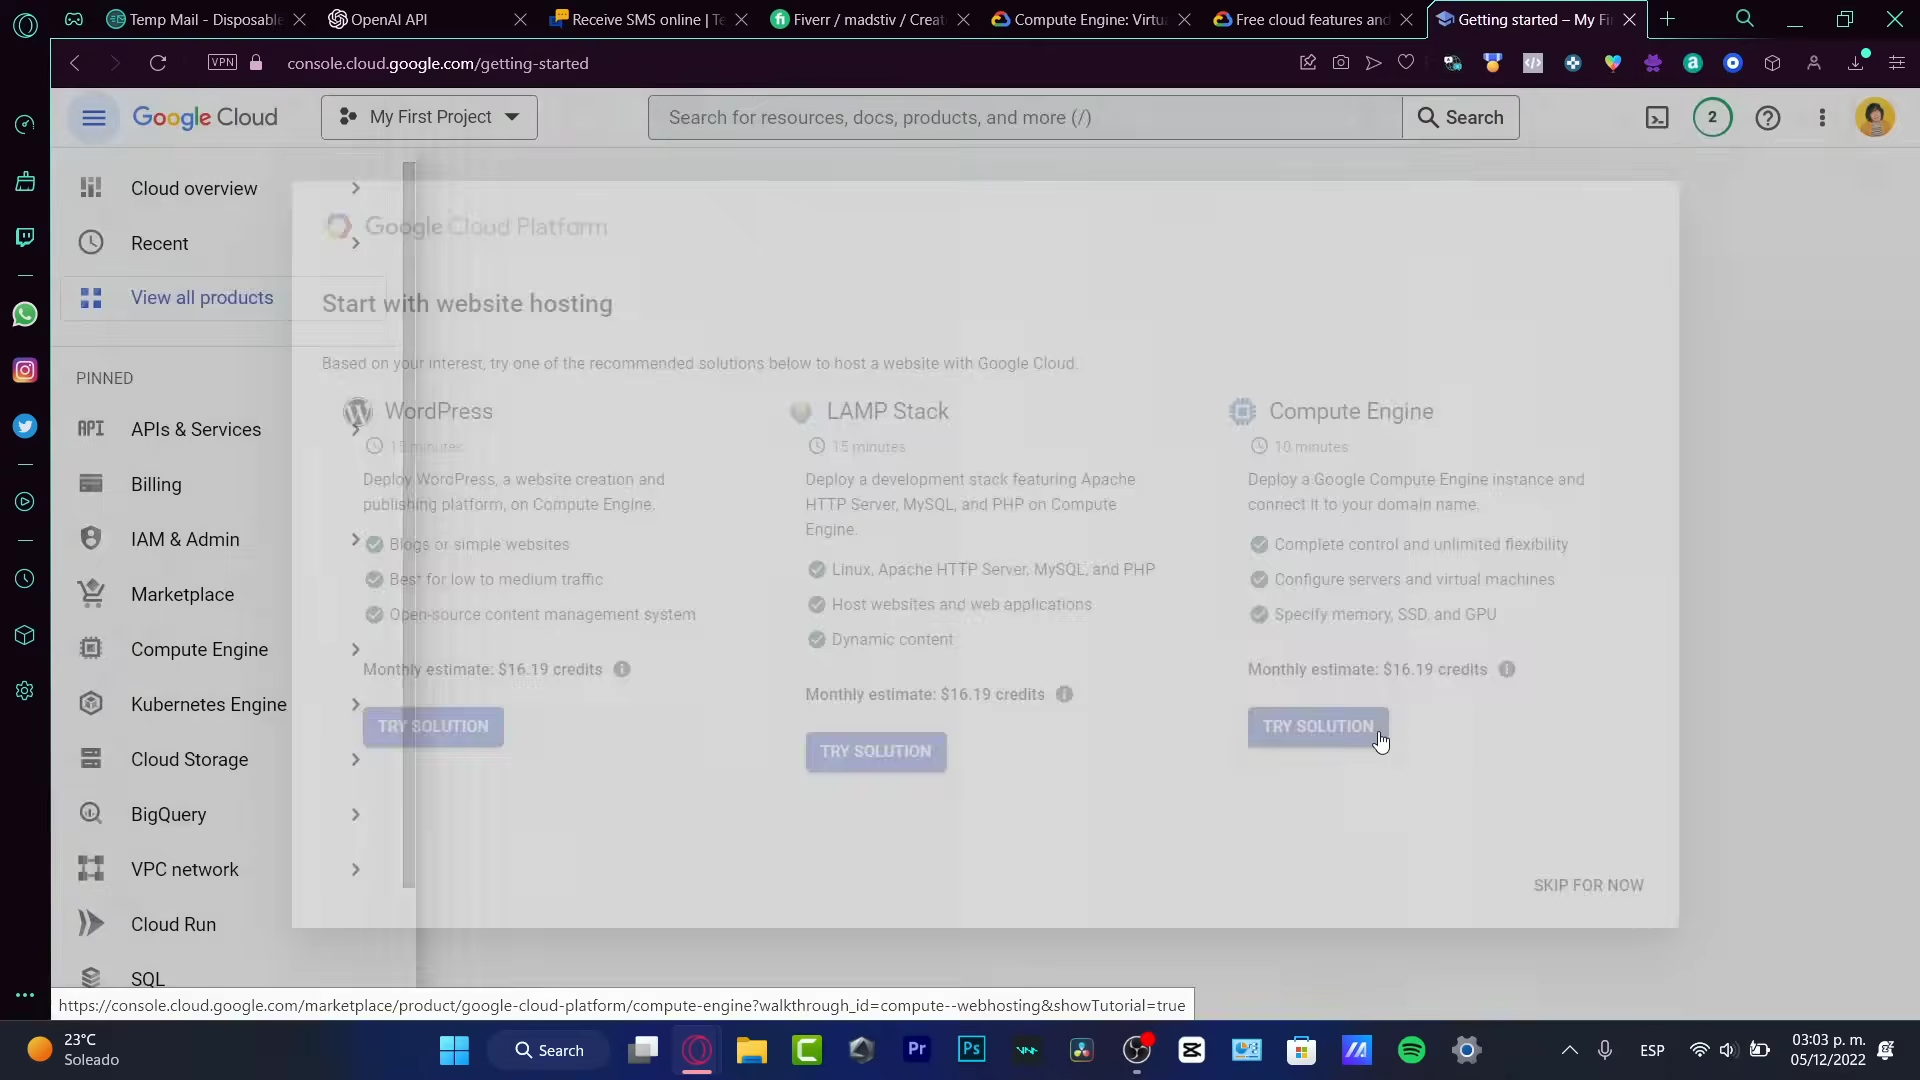 Temp Mail - Disposable
OpenAI API
Receive SMS online | Te
Fiverr / madstiv / Creat
Compute Engine: Virtu
Free cloud features and
Getting started – My Fi
VPN
console.cloud.google.com/getting-started
Google Cloud
My First Project
Search for resources, docs, products, and more (/)
Search
2
Cloud overview
Recent
View all products
PINNED
API APIs & Services
Billing
IAM & Admin
Marketplace
Compute Engine
Kubernetes Engine
Cloud Storage
BigQuery
VPC network
Cloud Run
SQL
Google Cloud Platform
Start with website hosting
Based on your interest, try one of the recommended solutions below to host a website with Google Cloud.
WordPress
15 minutes
Deploy WordPress, a website creation and
publishing platform, on Compute Engine.
Blogs or simple websites
Best for low to medium traffic
Open-source content management system
Monthly estimate: $16.19 credits
TRY SOLUTION
LAMP Stack
15 minutes
Deploy a development stack featuring Apache
HTTP Server, MySQL, and PHP on Compute
Engine.
Linux, Apache HTTP Server, MySQL, and PHP
Host websites and web applications
Dynamic content
Monthly estimate: $16.19 credits
TRY SOLUTION
Compute Engine
10 minutes
Deploy a Google Compute Engine instance and
connect it to your domain name.
Complete control and unlimited flexibility
Configure servers and virtual machines
Specify memory, SSD, and GPU
Monthly estimate: $16.19 credits
TRY SOLUTION
SKIP FOR NOW
https://console.cloud.google.com/marketplace/product/google-cloud-platform/compute-engine?walkthrough_id=compute--webhosting&showTutorial=true
23°C
Soleado
Search
Pr
Ps
ESP
03:03 p. m.
05/12/2022